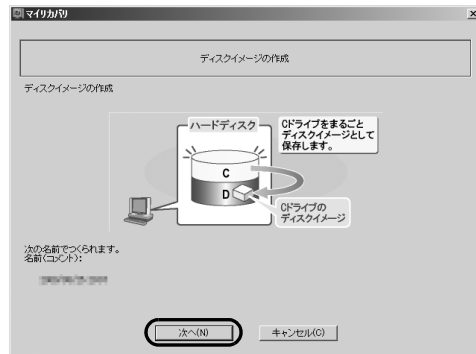 マイリカバリ
ディスクイメージの作成
ディスクイメージの作成
ハードディスク
Cドライブをまるごと
ディスクイメージとして
保存します。
C
D
Cドライブの
ディスクイメージ
次の名前でつくられます。
名前(コメント):
次へ(N)
キャンセル(C)